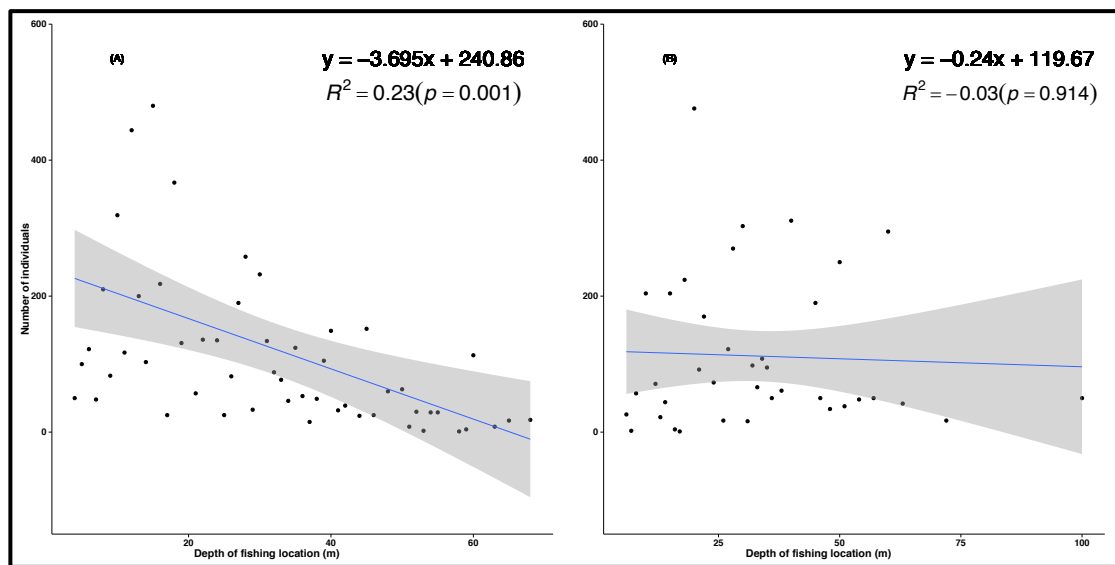 600
400
200
0
Number of individuals
(A)
y = −3.695x + 240.86
R² = 0.23(p = 0.001)
20
40
60
Depth of fishing location (m)
600
400
200
0
(B)
y = −0.24x + 119.67
R² = −0.03(p = 0.914)
25
50
75
100
Depth of fishing location (m)